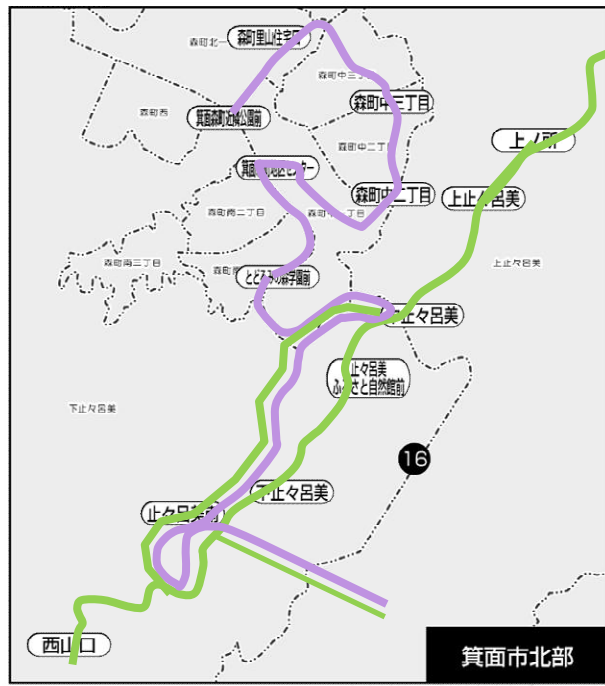 森町北一
森町里山住宅前
森町中三丁目
森町中三丁目
森町西
箕面森町近隣公園前
上ノ所
森町中二丁目
箕面森町地区センター
森町中二丁目
上止々呂美
森町南二丁目
森町南三丁目
上止々呂美
とどろみの森学園前
中止々呂美
止々呂美
ふるさと自然館前
下止々呂美
16
下止々呂美
止々呂美
西山口
箕面市北部